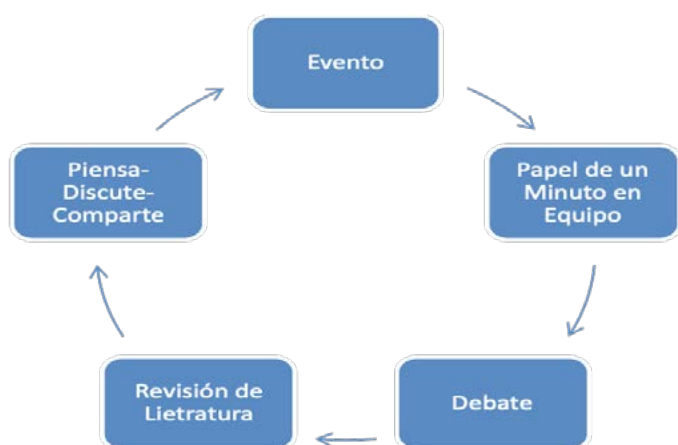 Evento
Papel de un
Minuto en
Equipo
Debate
Revisión de
Lietratura
Piensa-
Discute-
Comparte